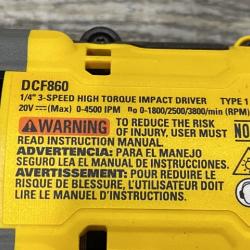 DCF860
1/4" 3-SPEED HIGH TORQUE IMPACT DRIVER TYPE 1
20V⎓ (Max) 0-4500 IPM n₀ 0-1800/2500/3800/min (RPM)
WARNING TO REDUCE THE RISK
OF INJURY, USER MUST
READ INSTRUCTION MANUAL.
ADVERTENCIA: PARA EL MANEJO
SEGURO LEA EL MANUAL DE INSTRUCCIONES.
AVERTISSEMENT: POUR RÉDUIRE LE
RISQUE DE BLESSURE, L'UTILISATEUR DOIT
LIRE LE MANUEL D'INSTRUCTIONS.
NO